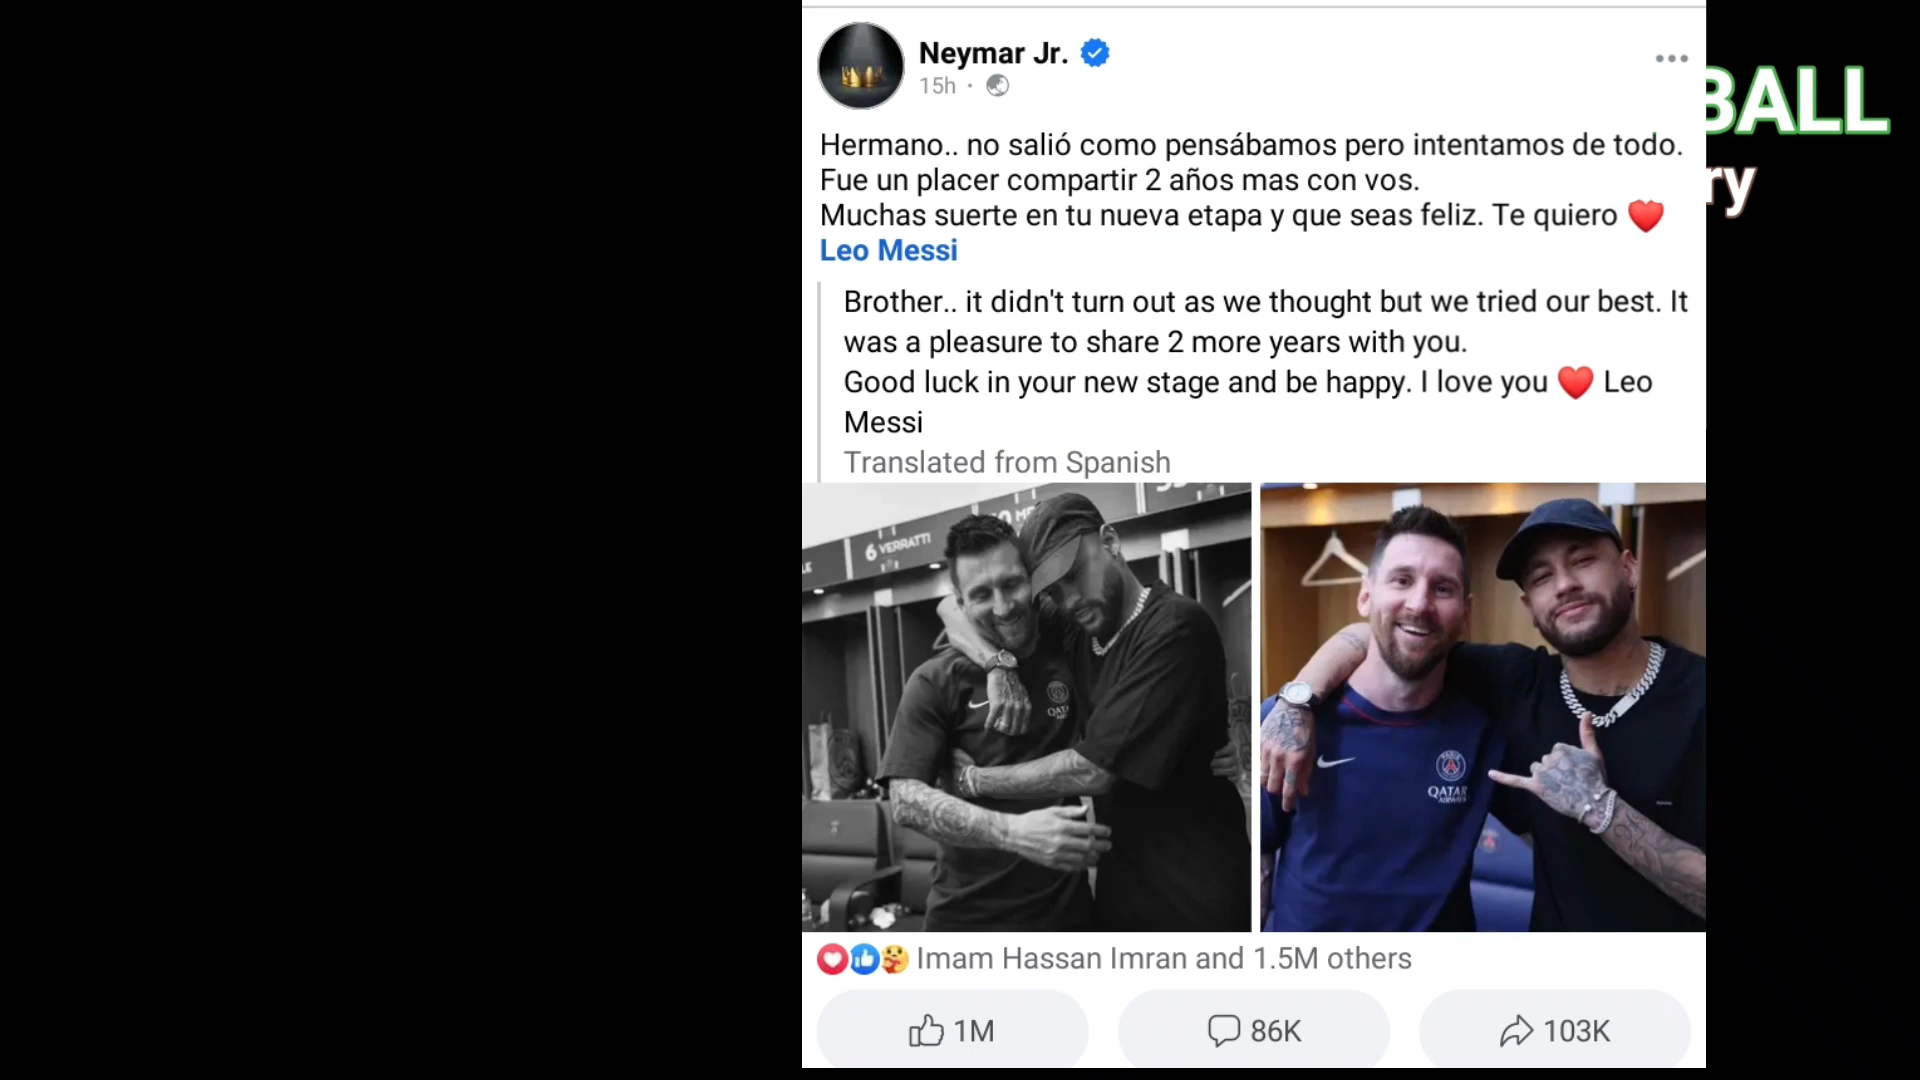 Neymar Jr.
15h
BALL
ry
Hermano.. no salió como pensábamos pero intentamos de todo.
Fue un placer compartir 2 años mas con vos.
Muchas suerte en tu nueva etapa y que seas feliz. Te quiero ❤️
Leo Messi
Brother.. it didn't turn out as we thought but we tried our best. It
was a pleasure to share 2 more years with you.
Good luck in your new stage and be happy. I love you ❤️ Leo
Messi
Translated from Spanish
6 VERRATTI
QATAR
AIRWAYS
PARIS
Imam Hassan Imran and 1.5M others
1M
86K
103K